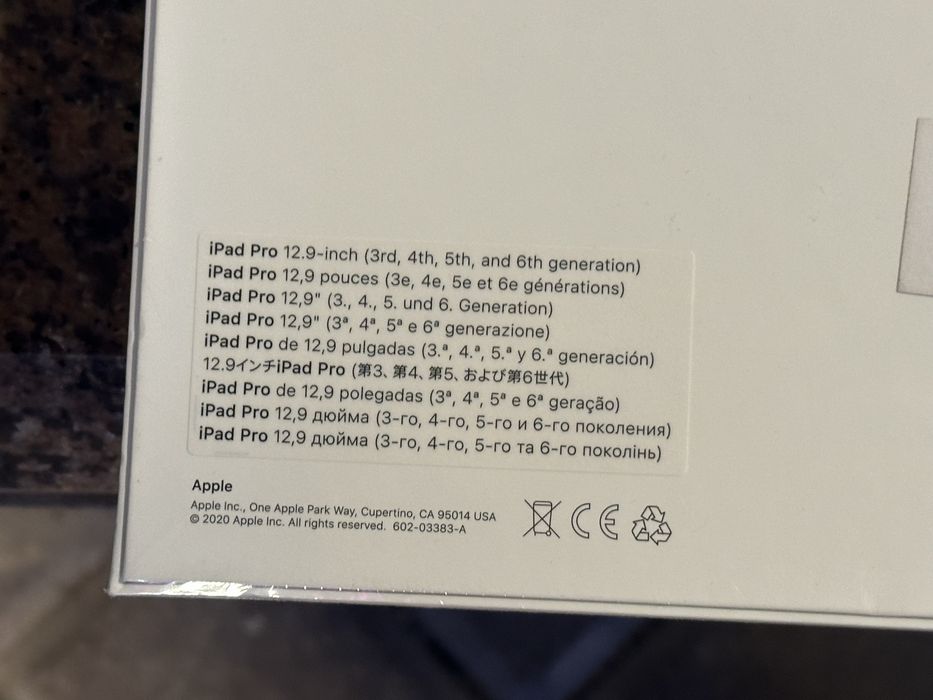 iPad Pro 12.9-inch (3rd, 4th, 5th, and 6th generation)
iPad Pro 12,9 pouces (3e, 4e, 5e et 6e générations)
iPad Pro 12,9" (3., 4., 5. und 6. Generation)
iPad Pro 12,9" (3ª, 4ª, 5ª e 6ª generazione)
iPad Pro de 12,9 pulgadas (3.ª, 4.ª, 5.ª y 6.ª generación)
12.9インチiPad Pro (第3、第4、第5、および第6世代)
iPad Pro de 12,9 polegadas (3ª, 4ª, 5ª e 6ª geração)
iPad Pro 12,9 дюйма (3-го, 4-го, 5-го и 6-го поколения)
iPad Pro 12,9 дюйма (3-го, 4-го, 5-го та 6-го поколінь)
Apple
Apple Inc., One Apple Park Way, Cupertino, CA 95014 USA
© 2020 Apple Inc. All rights reserved. 602-03383-A
CE